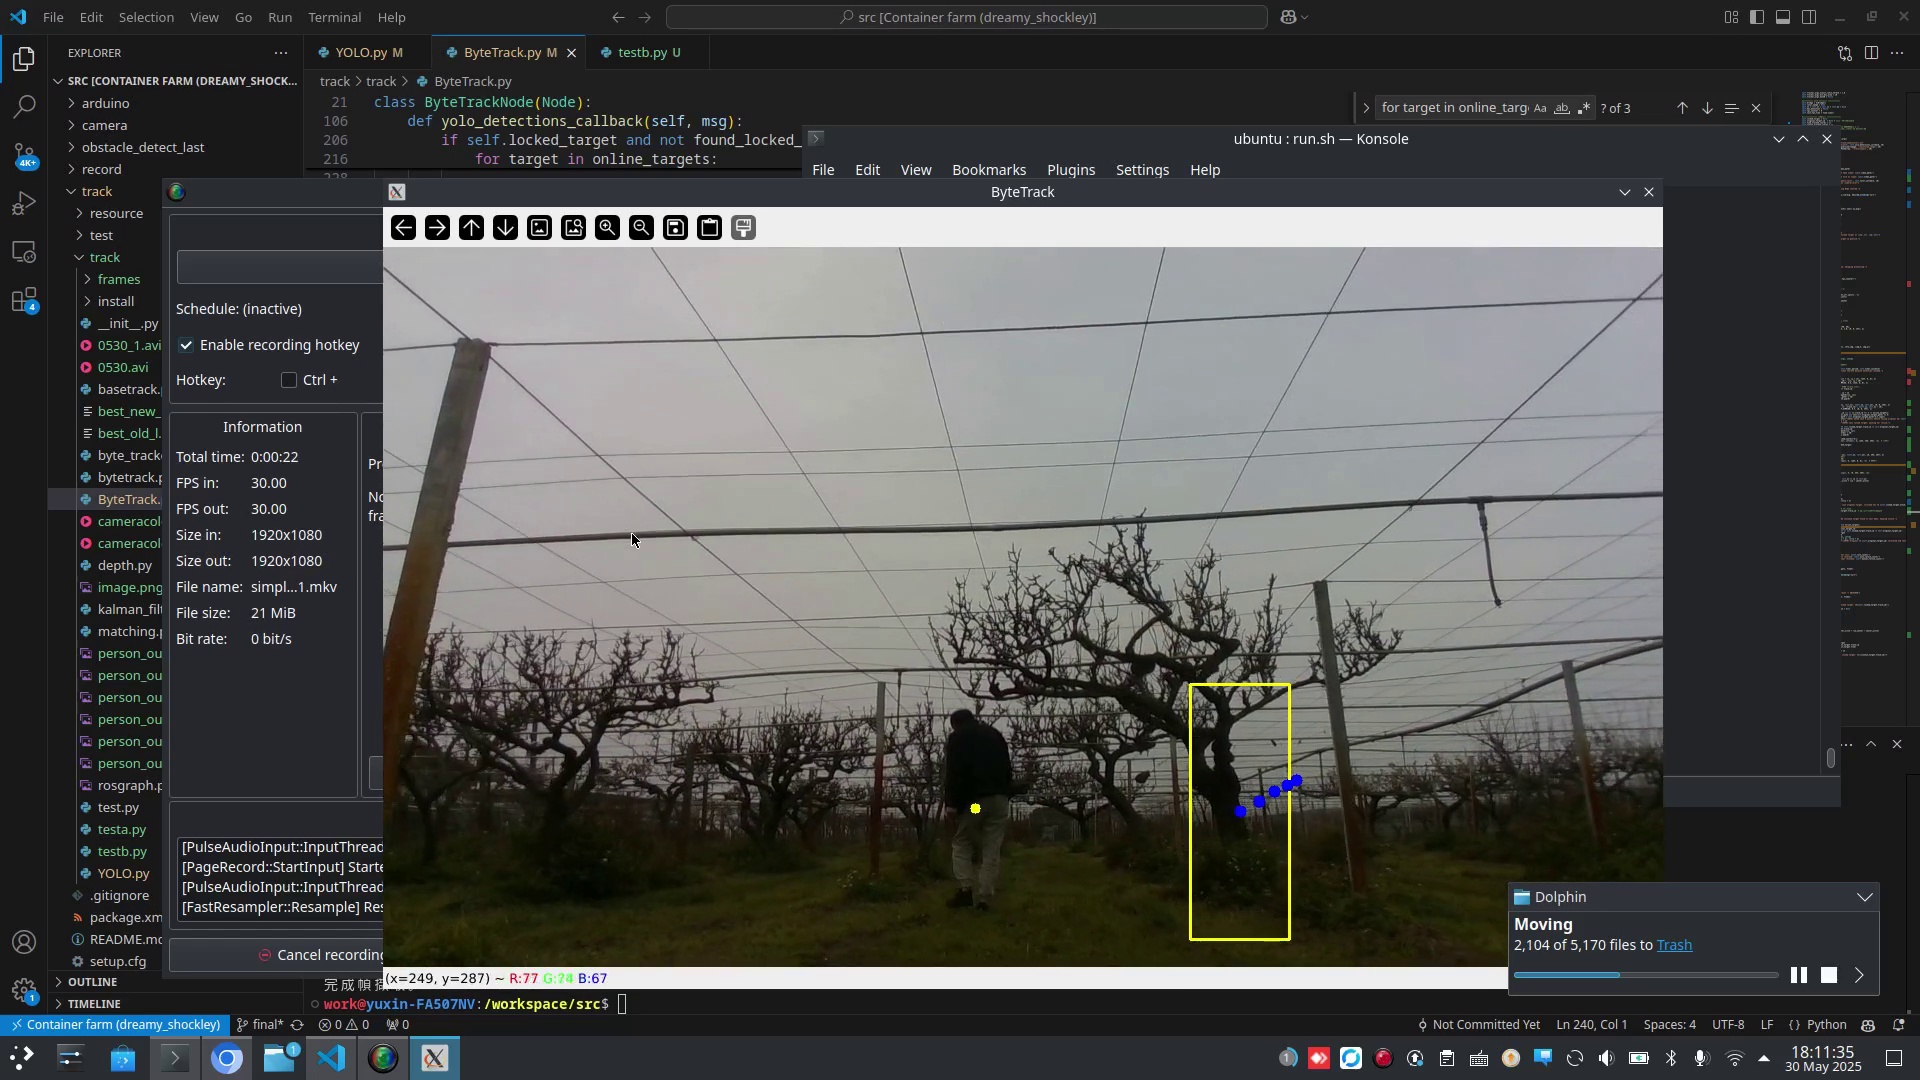 File Edit Selection View Go Run Terminal Help
src [Container farm (dreamy_shockley)]
EXPLORER
YOLO.py M
ByteTrack.py M
testb.py U
SRC [CONTAINER FARM (DREAMY_SHOCK...
track > track > ByteTrack.py
21 class ByteTrackNode(Node):
106 def yolo_detections_callback(self, msg):
206 if self.locked_target and not found_locked_
216 for target in online_targets:
for target in online_targ
Aa ab
? of 3
arduino
camera
obstacle_detect_last
record
track
resource
test
track
frames
install
__init__.py
0530_1.avi
0530.avi
basetrack.
best_new_
best_old_l.
byte_track
bytetrack.p
ByteTrack.
cameracol
cameracol
depth.py
image.png
kalman_filt
matching.p
person_ou
person_ou
person_ou
person_ou
person_ou
person_ou
rosgraph.p
test.py
testa.py
testb.py
YOLO.py
.gitignore
package.xm
README.md
setup.cfg
OUTLINE
TIMELINE
4K+
4
1
ubuntu : run.sh — Konsole
File Edit View Bookmarks Plugins Settings Help
ByteTrack
Schedule: (inactive)
Enable recording hotkey
Hotkey: Ctrl +
Information
Total time: 0:00:22
FPS in: 30.00
FPS out: 30.00
Size in: 1920x1080
Size out: 1920x1080
File name: simpl...1.mkv
File size: 21 MiB
Bit rate: 0 bit/s
Pr
No
fra
[PulseAudioInput::InputThread
[PageRecord::StartInput] Starte
[PulseAudioInput::InputThread
[FastResampler::Resample] Res
Cancel recording
(x=249, y=287) ~ R:77 G:74 B:67
work@yuxin-FA507NV:/workspace/src$
Dolphin
Moving
2,104 of 5,170 files to Trash
Container farm (dreamy_shockley)
final*
0 0
0
Not Committed Yet
Ln 240, Col 1
Spaces: 4
UTF-8
LF
Python
1
1
18:11:35
30 May 2025